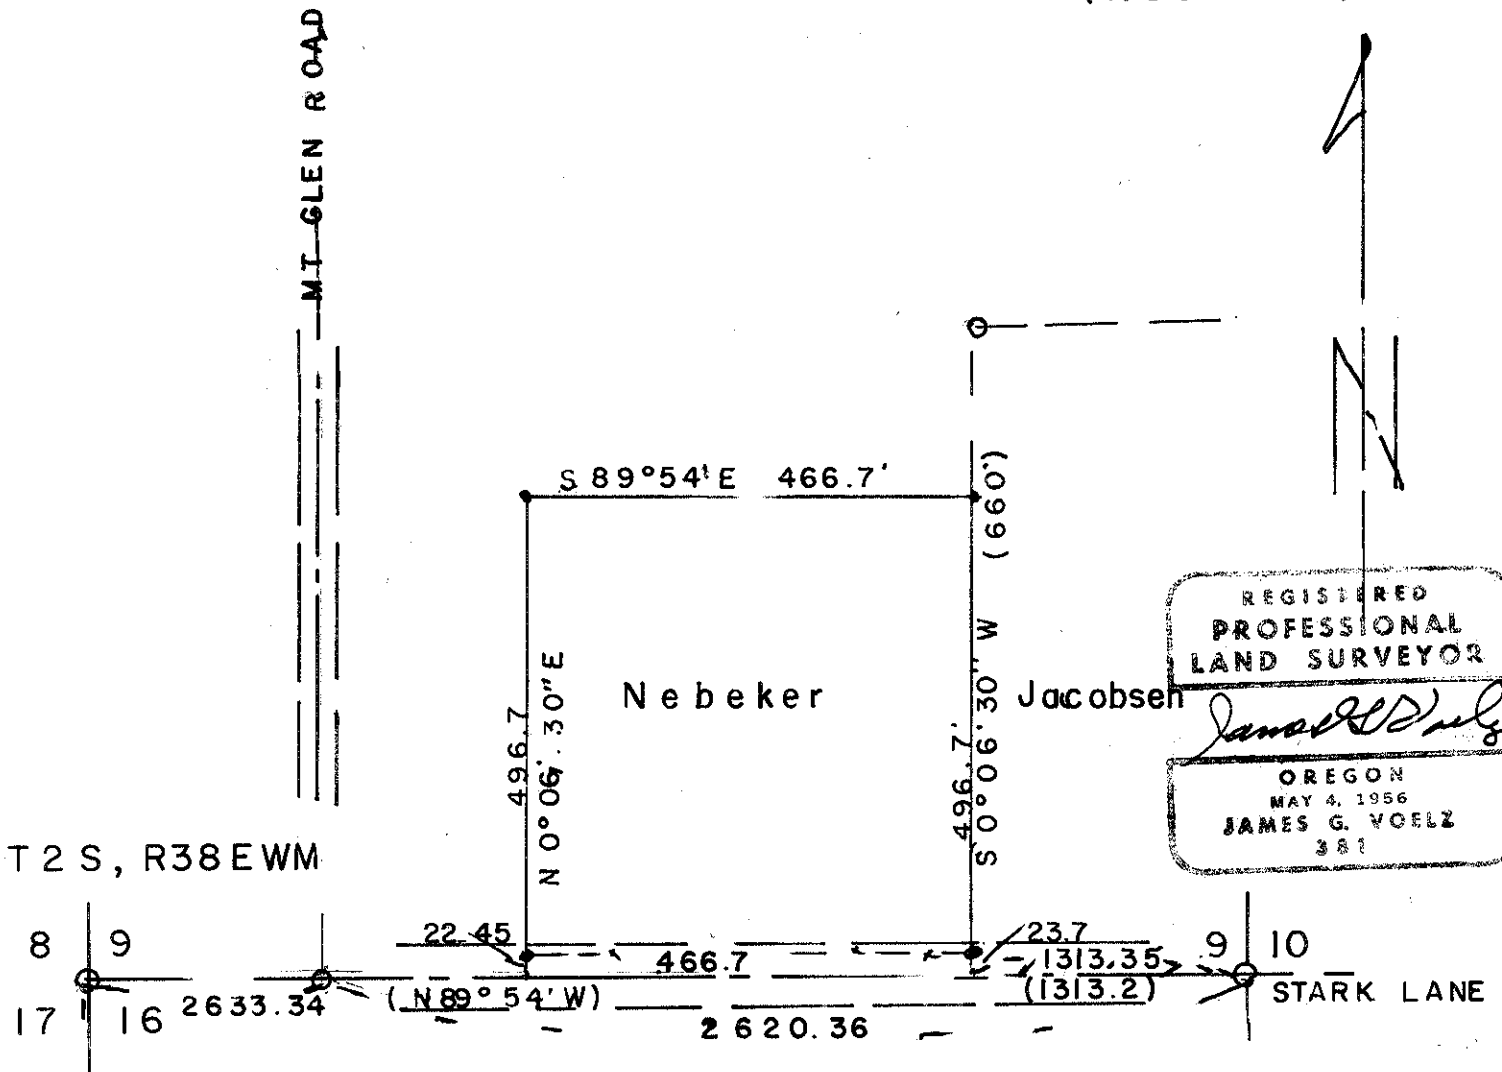 MT GLEN ROAD
S 89°54' E 466.7'
(660')
REGISTERED
PROFESSIONAL
LAND SURVEYOR
OREGON
MAY 4, 1956
JAMES G. VOELZ
381
Nebeker
Jacobsen
496.7
N 0° 06' 30" E
496.7'
S 0° 06' 30" W
T 2 S, R38EWM
8 9
22.45
466.7
23.7
1313.35
9 10
17 16
2633.34
(N 89° 54' W)
(1313.2)
STARK LANE
2620.36
N